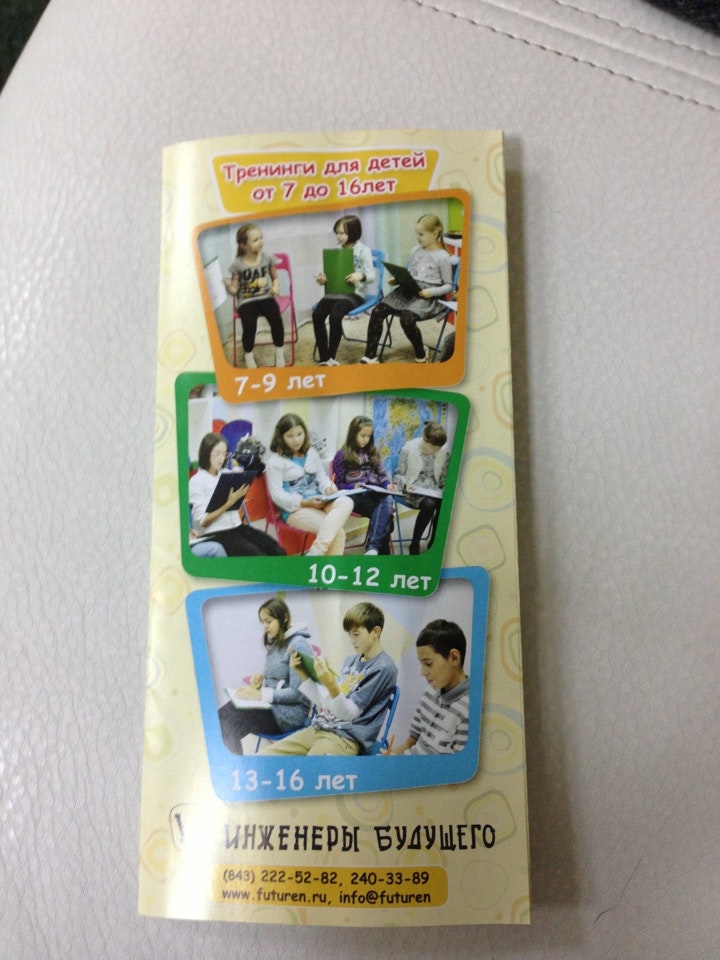 Тренинги для детей
от 7 до 16лет
7-9 лет
10-12 лет
13-16 лет
ИНЖЕНЕРЫ БУДУЩЕГО
(843) 222-52-82, 240-33-89
www.futuren.ru, info@futuren